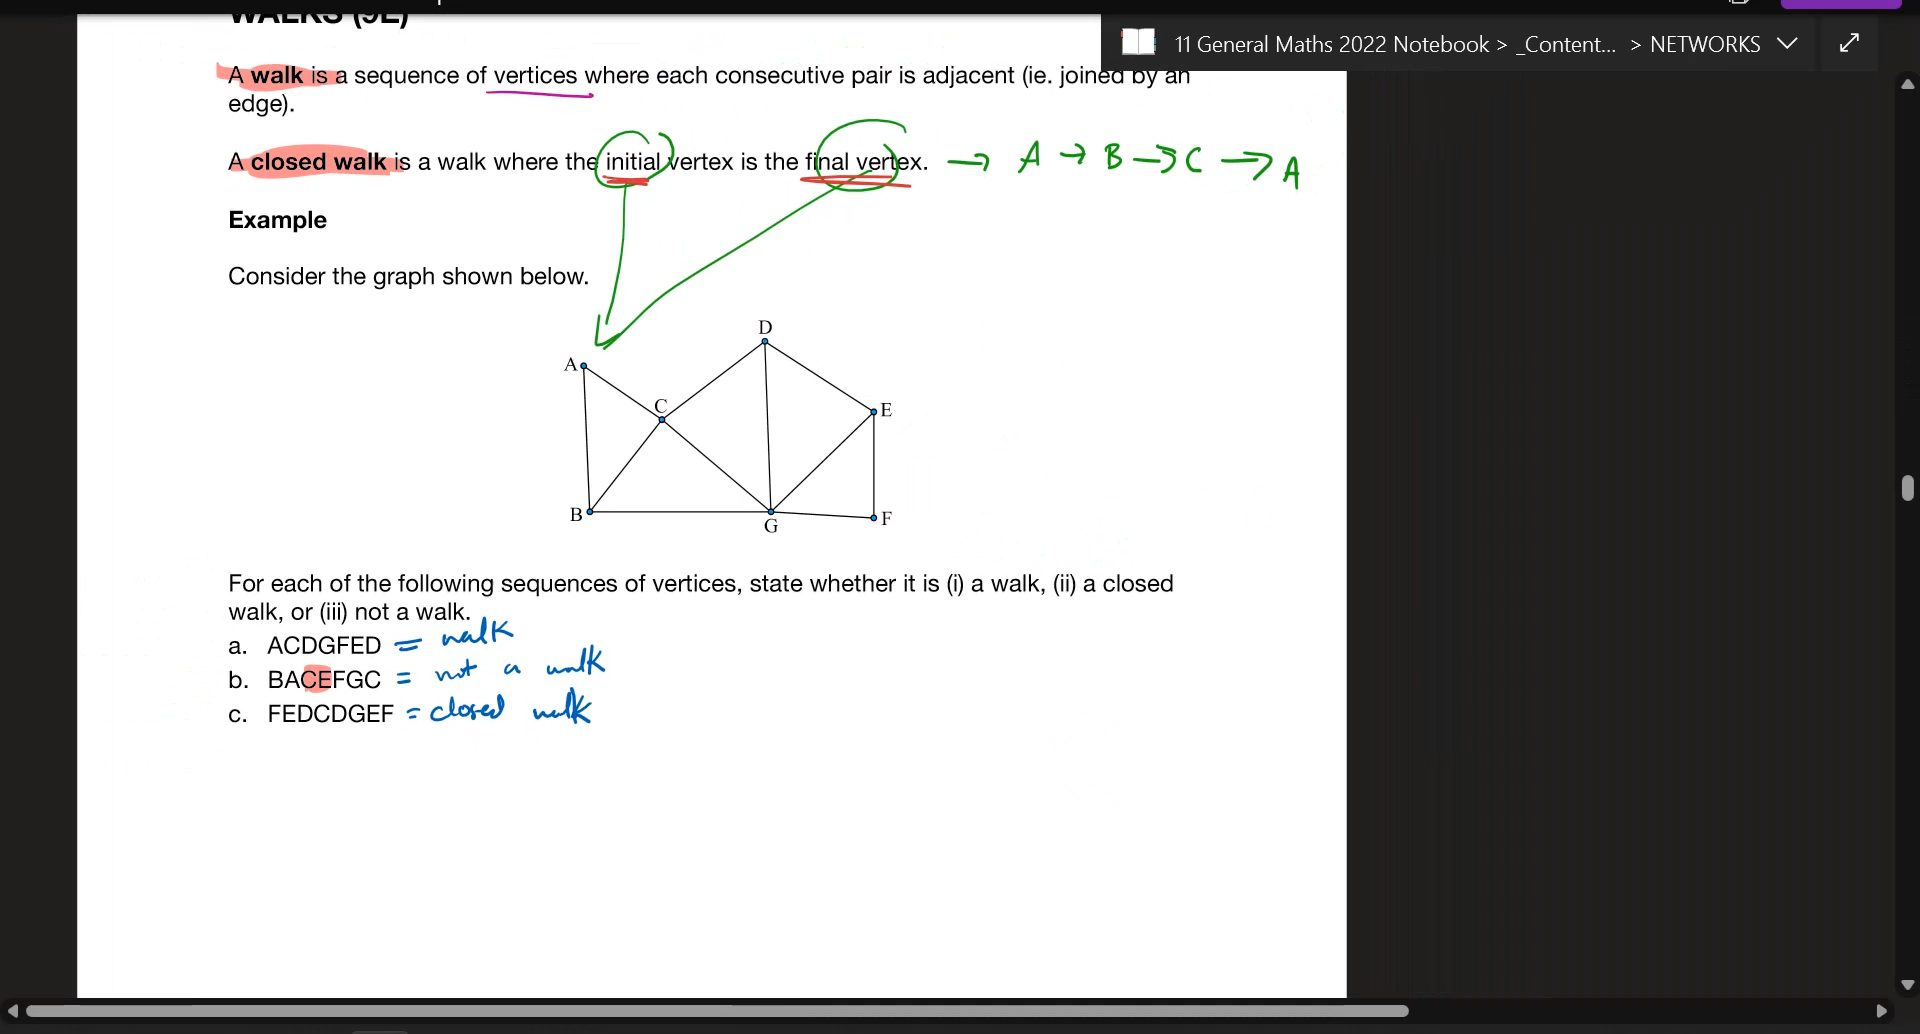 WALKS (9E)
11 General Maths 2022 Notebook > _Content... > NETWORKS
A walk is a sequence of vertices where each consecutive pair is adjacent (ie. joined by an
edge).
A closed walk is a walk where the initial vertex is the final vertex. → A → B → C → A
Example
Consider the graph shown below.
D
A
C
E
B
G
F
For each of the following sequences of vertices, state whether it is (i) a walk, (ii) a closed
walk, or (iii) not a walk.
a. ACDGFED = walk
b. BACEFGC = not a walk
c. FEDCDGEF = closed walk